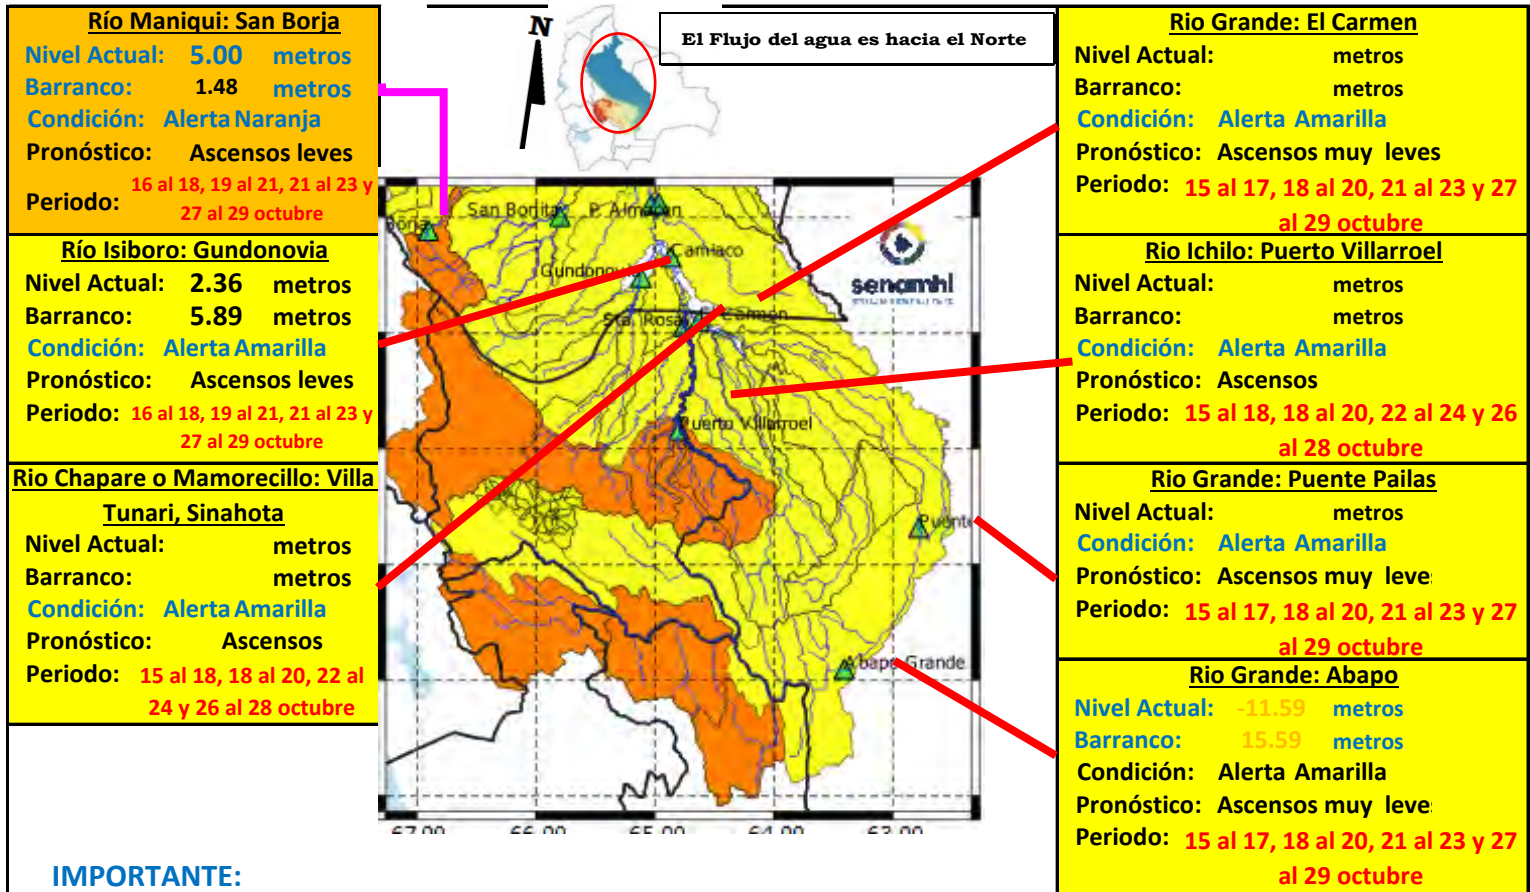 Río Maniqui: San Borja
Nivel Actual: 5.00 metros
Barranco: 1.48 metros
Condición: Alerta Naranja
Pronóstico: Ascensos leves
Periodo: 16 al 18, 19 al 21, 21 al 23 y
27 al 29 octubre
Río Isiboro: Gundonovia
Nivel Actual: 2.36 metros
Barranco: 5.89 metros
Condición: Alerta Amarilla
Pronóstico: Ascensos leves
Periodo: 16 al 18, 19 al 21, 21 al 23 y
27 al 29 octubre
Rio Chapare o Mamorecillo: Villa
Tunari, Sinahota
Nivel Actual: metros
Barranco: metros
Condición: Alerta Amarilla
Pronóstico: Ascensos
Periodo: 15 al 18, 18 al 20, 22 al
24 y 26 al 28 octubre
IMPORTANTE:
N
El Flujo del agua es hacia el Norte
Borja
San Borjita
P. Almacen
Camiaco
Gundonovia
senamhi
Sta. Rosa
El Carmen
Puerto Villarroel
Puente
Abapo Grande
67.00 66.00 65.00 64.00 63.00
Rio Grande: El Carmen
Nivel Actual: metros
Barranco: metros
Condición: Alerta Amarilla
Pronóstico: Ascensos muy leves
Periodo: 15 al 17, 18 al 20, 21 al 23 y 27
al 29 octubre
Rio Ichilo: Puerto Villarroel
Nivel Actual: metros
Barranco: metros
Condición: Alerta Amarilla
Pronóstico: Ascensos
Periodo: 15 al 18, 18 al 20, 22 al 24 y 26
al 28 octubre
Rio Grande: Puente Pailas
Nivel Actual: metros
Condición: Alerta Amarilla
Pronóstico: Ascensos muy leve
Periodo: 15 al 17, 18 al 20, 21 al 23 y 27
al 29 octubre
Rio Grande: Abapo
Nivel Actual: -11.59 metros
Barranco: 15.59 metros
Condición: Alerta Amarilla
Pronóstico: Ascensos muy leve
Periodo: 15 al 17, 18 al 20, 21 al 23 y 27
al 29 octubre